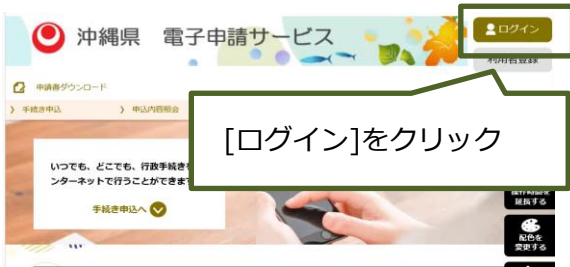 沖縄県 電子申請サービス
ログイン
利用者登録
申請書ダウンロード
手続き申込
申込内容照会
[ログイン]をクリック
いつでも、どこでも、行政手続き
ンターネットで行うことができま
手続き申込へ
延長する
配色を
変更する